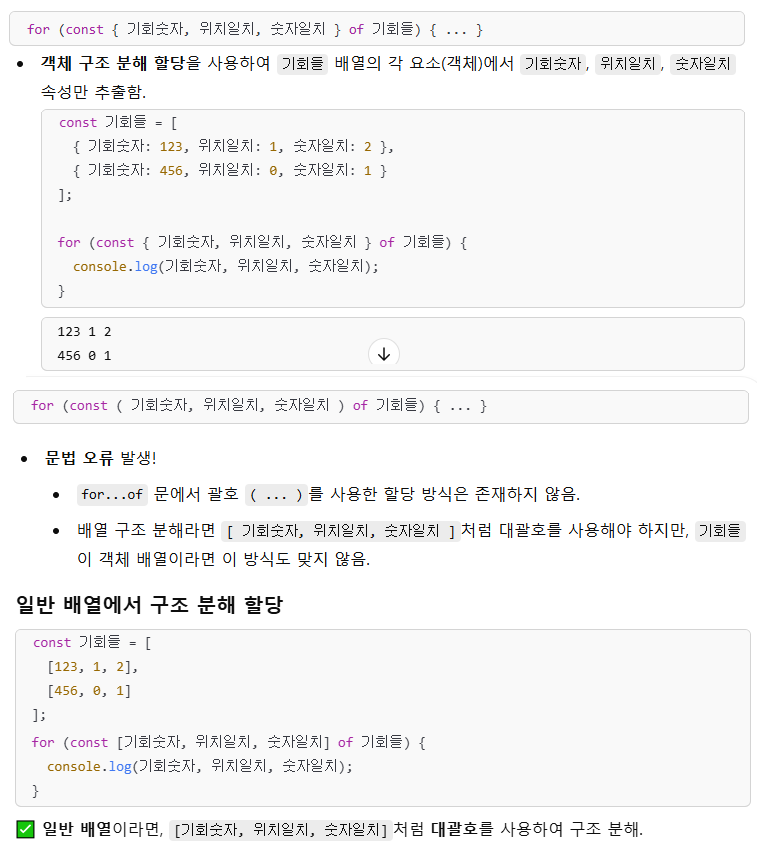 for (const { 기회숫자, 위치일치, 숫자일치 } of 기회들) { ... }
• 객체 구조 분해 할당을 사용하여 기회들 배열의 각 요소(객체)에서 기회숫자, 위치일치, 숫자일치
속성만 추출함.
const 기회들 = [
{ 기회숫자: 123, 위치일치: 1, 숫자일치: 2 },
{ 기회숫자: 456, 위치일치: 0, 숫자일치: 1 }
];
for (const { 기회숫자, 위치일치, 숫자일치 } of 기회들) {
console.log(기회숫자, 위치일치, 숫자일치);
}
123 1 2
456 0 1
for (const ( 기회숫자, 위치일치, 숫자일치 ) of 기회들) { ... }
• 문법 오류 발생!
• for...of 문에서 괄호 ( ... )를 사용한 할당 방식은 존재하지 않음.
• 배열 구조 분해라면 [ 기회숫자, 위치일치, 숫자일치 ]처럼 대괄호를 사용해야 하지만, 기회들
이 객체 배열이라면 이 방식도 맞지 않음.
일반 배열에서 구조 분해 할당
const 기회들 = [
[123, 1, 2],
[456, 0, 1]
];
for (const [기회숫자, 위치일치, 숫자일치] of 기회들) {
console.log(기회숫자, 위치일치, 숫자일치);
}
✅ 일반 배열이라면, [기회숫자, 위치일치, 숫자일치]처럼 대괄호를 사용하여 구조 분해.